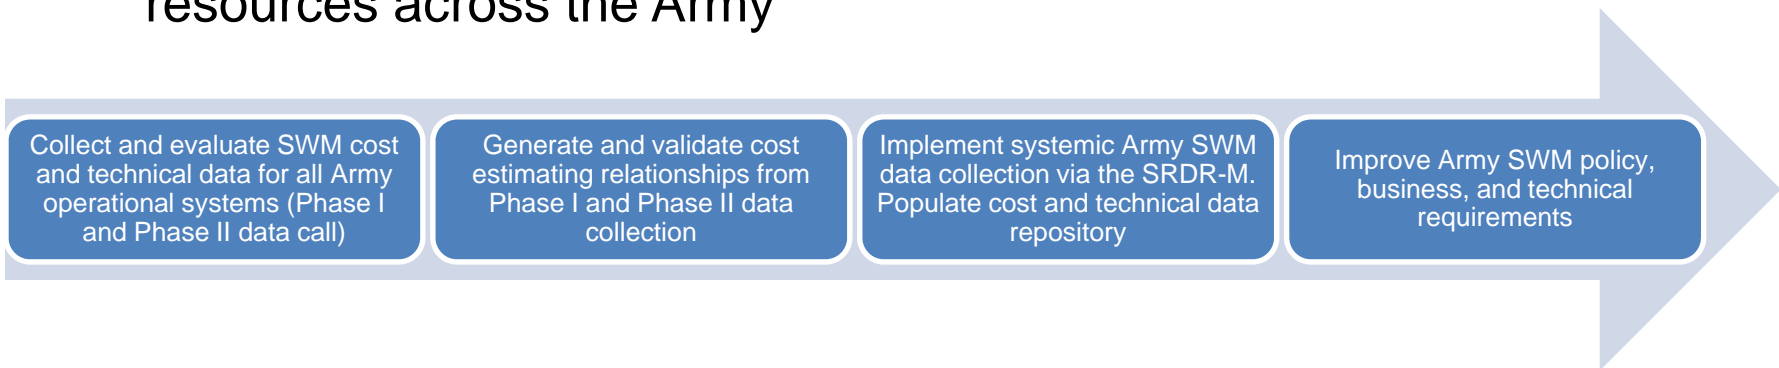 resources across the Army
Collect and evaluate SWM cost
and technical data for all Army
operational systems (Phase I
and Phase II data call)
Generate and validate cost
estimating relationships from
Phase I and Phase II data
collection
Implement systemic Army SWM
data collection via the SRDR-M.
Populate cost and technical data
repository
Improve Army SWM policy,
business, and technical
requirements